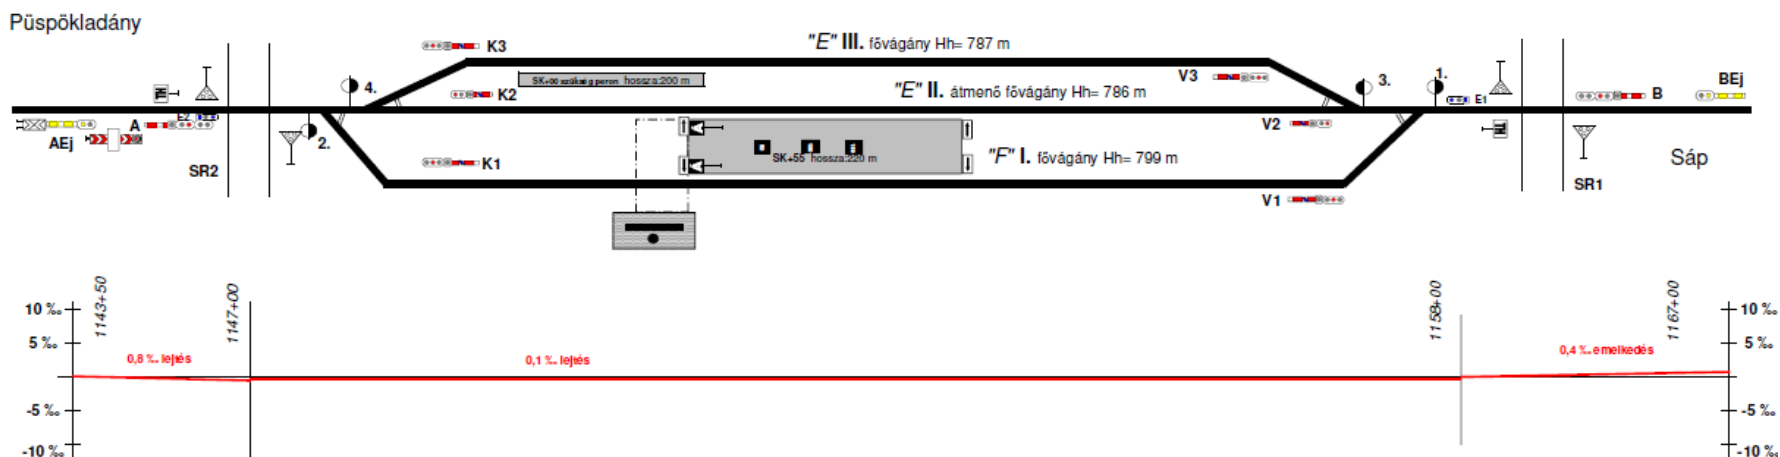 Püspökladány
K3
"E" III. fővágány Hh= 787 m
SK+00 szükség peron hossza:200 m
V3
4.
K2
"E" II. átmenő fővágány Hh= 786 m
3.
1.
E1
B
BEj
A
E2
AEj
2.
V2
K1
SK+55 hossza:220 m
"F" I. fővágány Hh= 799 m
Sáp
SR2
SR1
V1
10 ‰
1143+50
1147+00
1158+00
1167+00
10 ‰
5 ‰
0,8 ‰ lejtés
0,1 ‰ lejtés
0,4 ‰ emelkedés
5 ‰
-5 ‰
-5 ‰
-10 ‰
-10 ‰